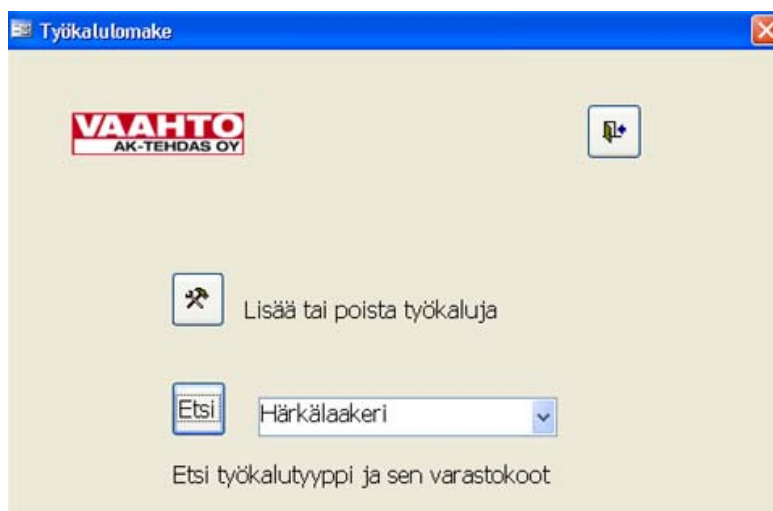 Työkalulomake
VAAHTO
AK-TEHDAS OY
Lisää tai poista työkaluja
Etsi
Härkälaakeri
Etsi työkalutyyppi ja sen varastokoot